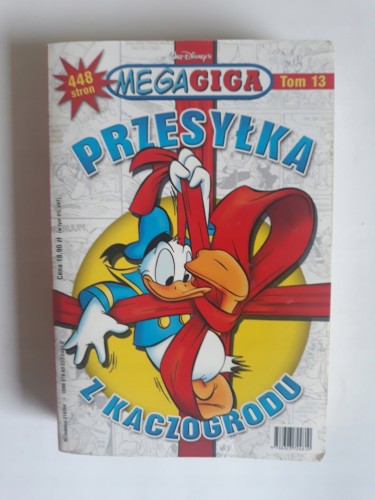 Walt Disney's
448
stron
MEGAGIGA
Tom 13
PRZESYŁKA
Z KACZOGRODU